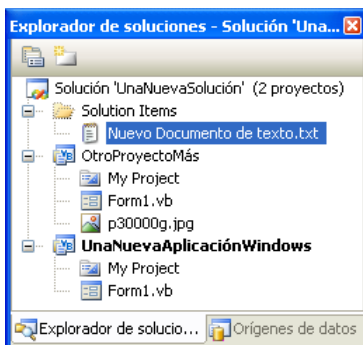 Explorador de soluciones - Solución 'Una...
Solución 'UnaNuevaSolución' (2 proyectos)
Solution Items
Nuevo Documento de texto.txt
OtroProyectoMás
My Project
Form1.vb
p30000g.jpg
UnaNuevaAplicaciónWindows
My Project
Form1.vb
Explorador de solucio... Orígenes de datos